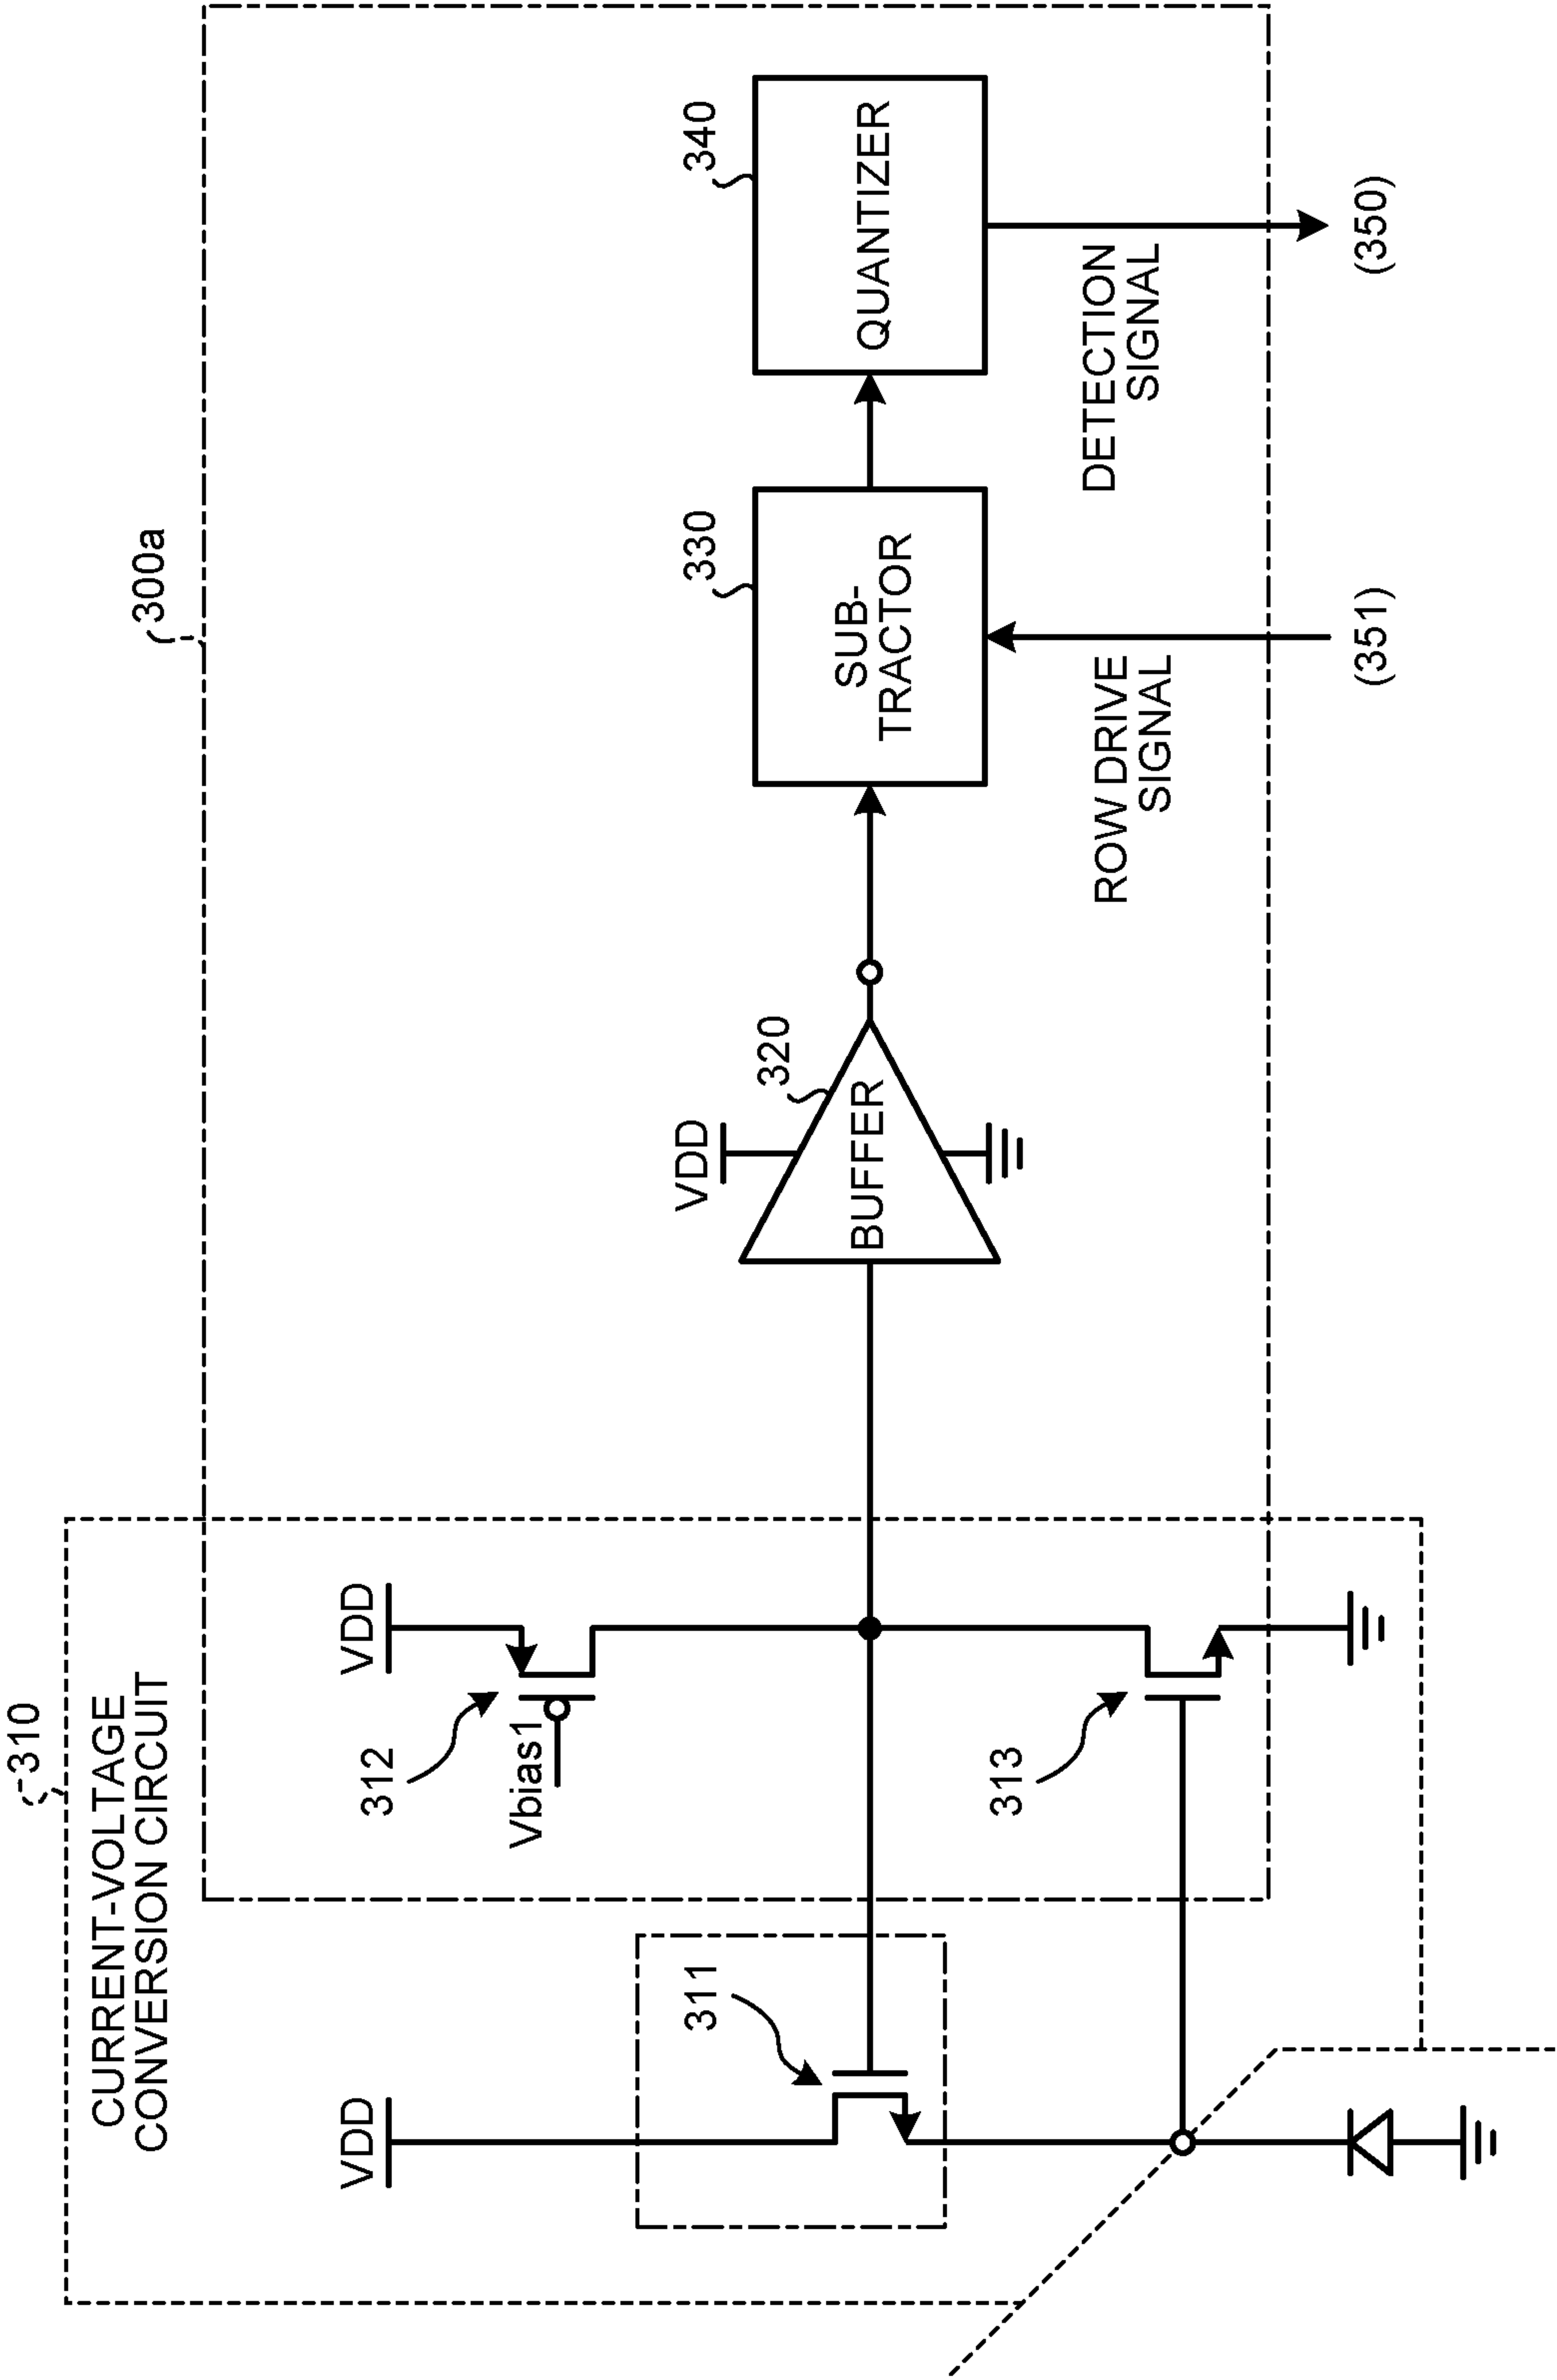 310
CURRENT-VOLTAGE
CONVERSION CIRCUIT
300a
VDD
VDD
312
Vbias1
311
313
VDD
320
BUFFER
330
SUB-
TRACTOR
340
QUANTIZER
ROW DRIVE
SIGNAL
DETECTION
SIGNAL
(351)
(350)